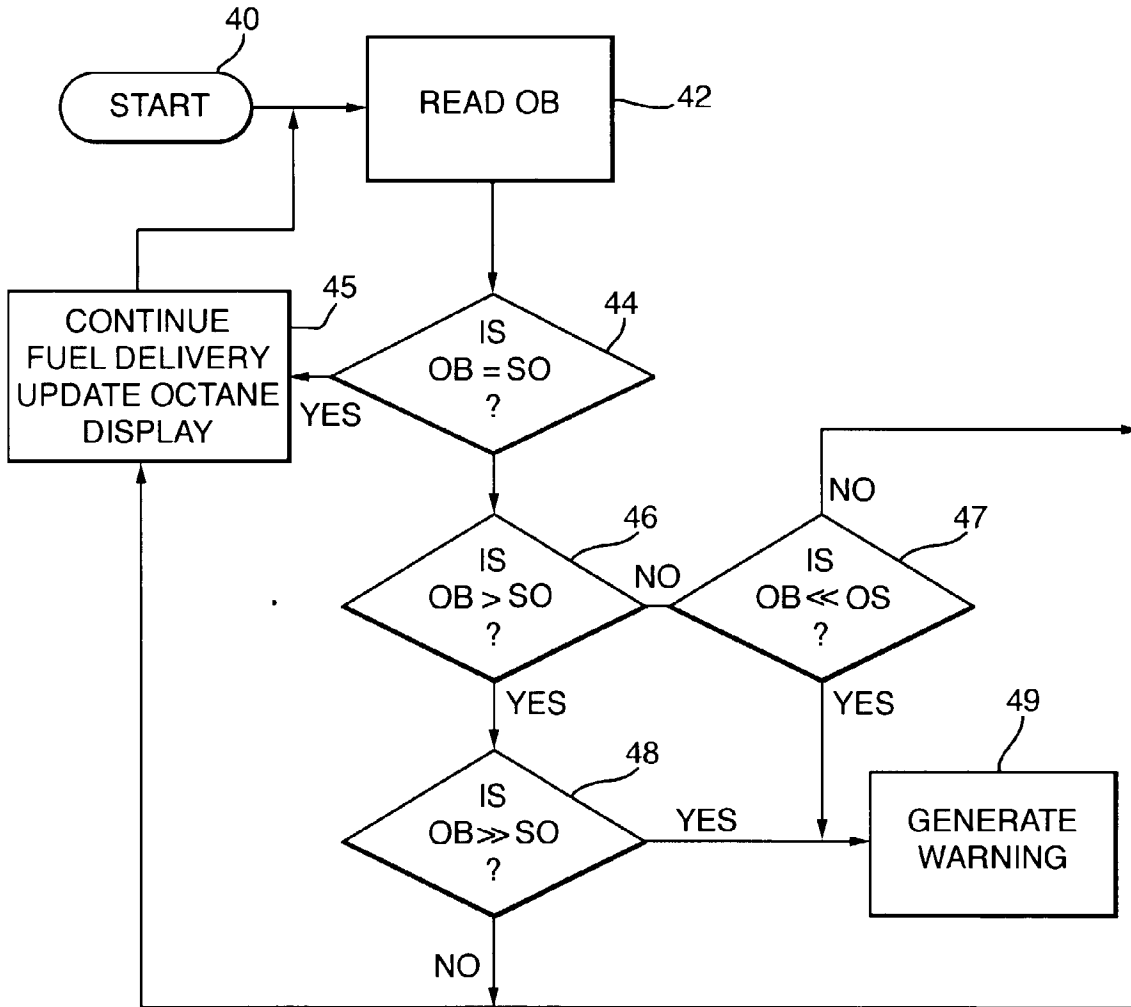 40
START
READ OB
42
45
CONTINUE
FUEL DELIVERY
UPDATE OCTANE
DISPLAY
YES
44
IS
OB = SO
?
46
IS
OB > SO
?
NO
YES
NO
47
IS
OB << OS
?
YES
48
IS
OB >> SO
?
YES
NO
49
GENERATE
WARNING